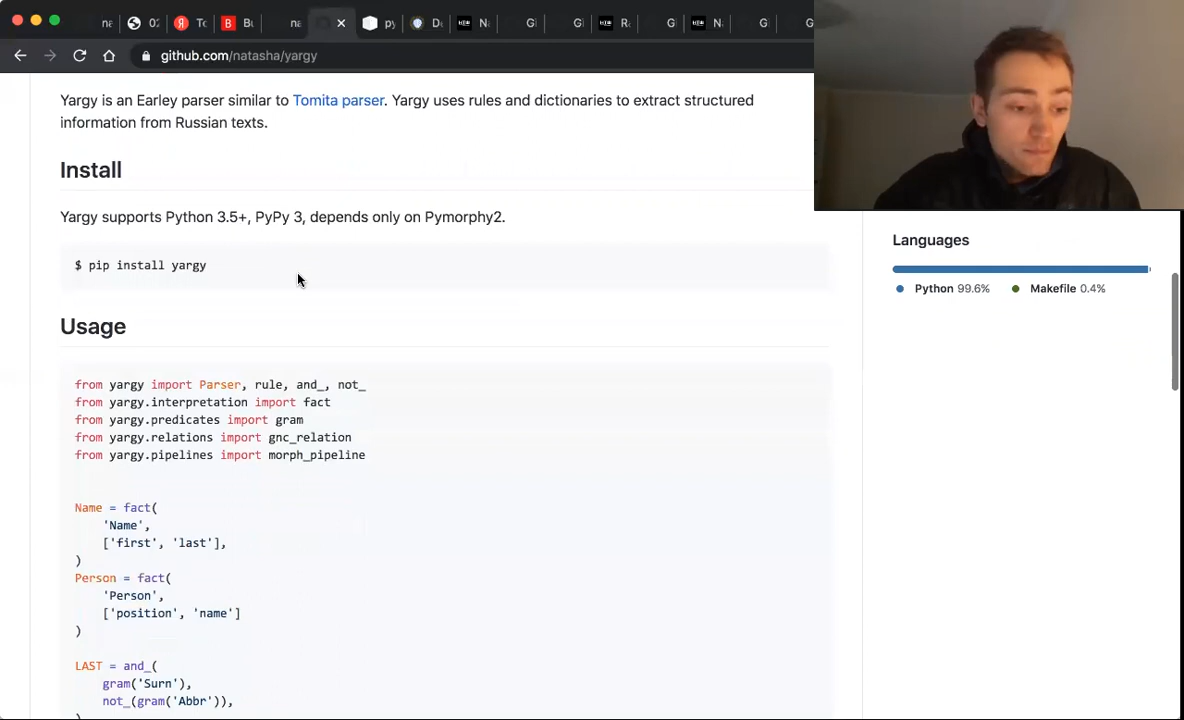 02
To
Bu
py
github.com/natasha/yargy
Yargy is an Earley parser similar to Tomita parser. Yargy uses rules and dictionaries to extract structured
information from Russian texts.
Install
Yargy supports Python 3.5+, PyPy 3, depends only on Pymorphy2.
$ pip install yargy
Usage
from yargy import Parser, rule, and_, not_
from yargy.interpretation import fact
from yargy.predicates import gram
from yargy.relations import gnc_relation
from yargy.pipelines import morph_pipeline
Name = fact(
'Name',
['first', 'last'],
)
Person = fact(
'Person',
['position', 'name']
)
LAST = and_(
gram('Surn'),
not_(gram('Abbr')),
Languages
Python 99.6% Makefile 0.4%